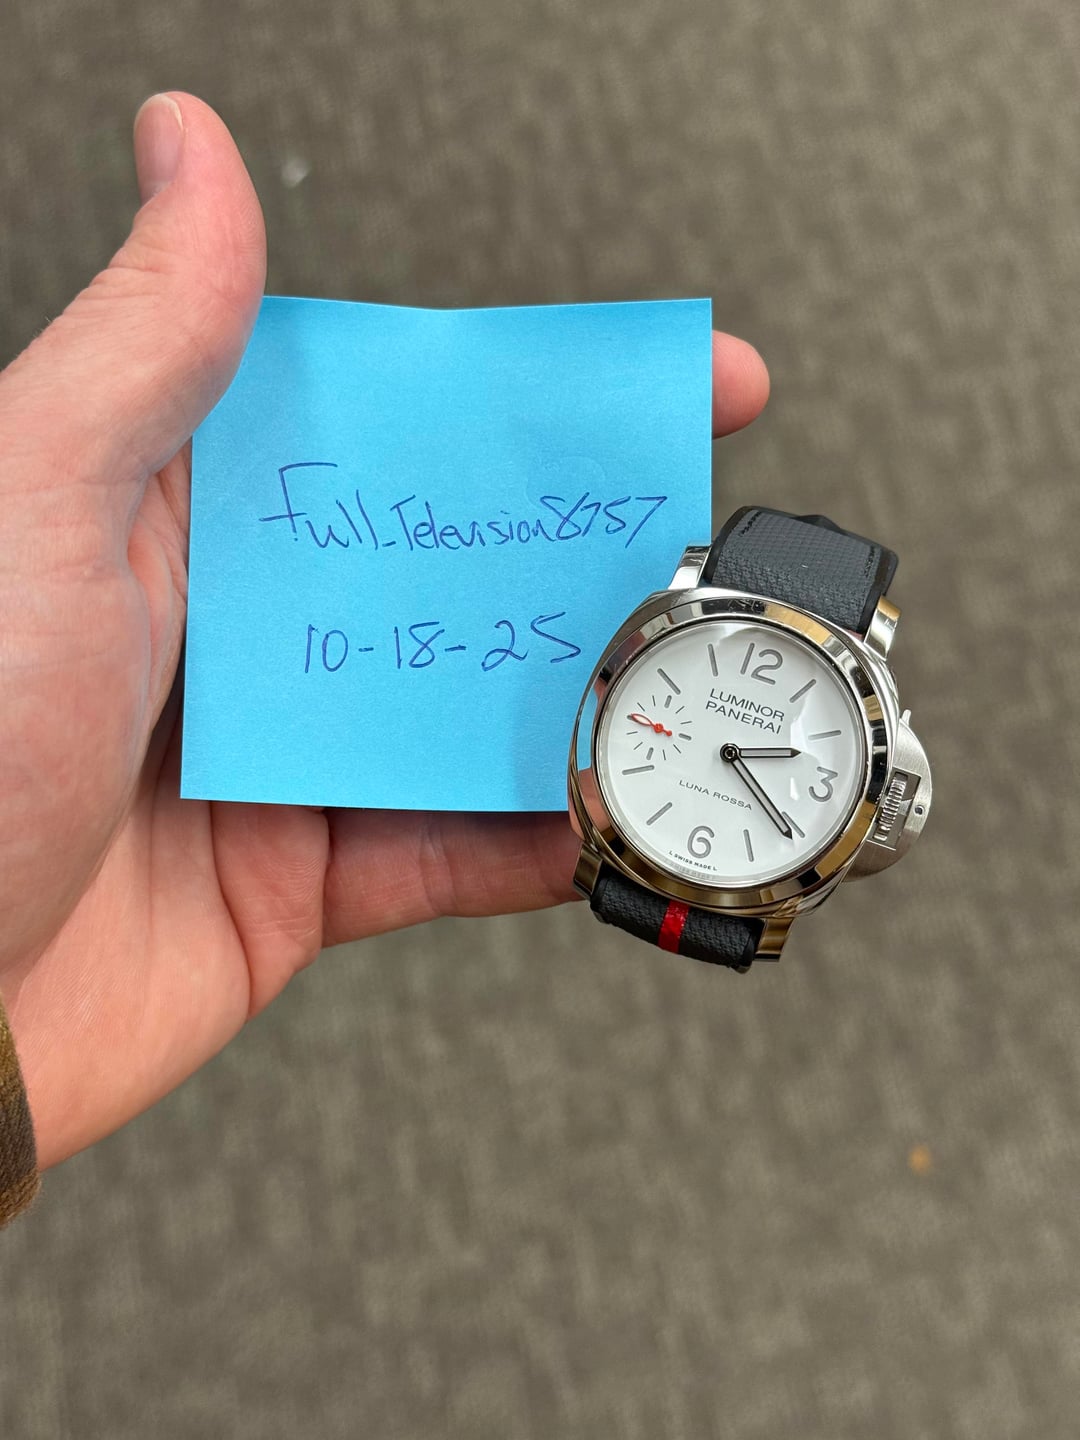 Full_Television8757
10-18-25
12
LUMINOR
PANERAI
3
LUNA ROSSA
6
L SWISS MADE L